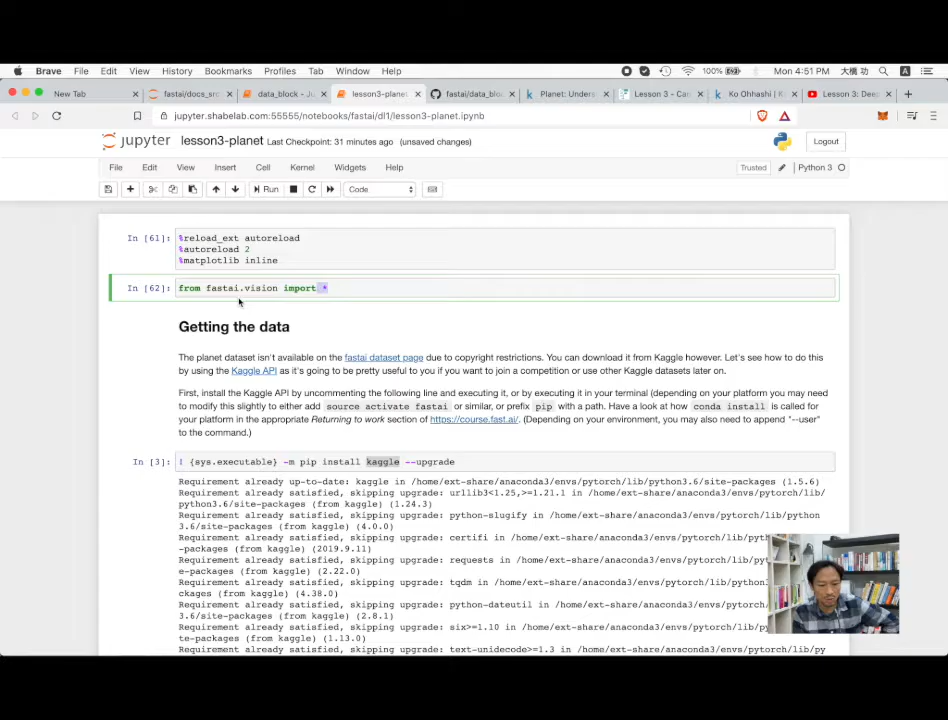 Brave File Edit View History Bookmarks Profiles Tab Window Help 100% Mon 4:51 PM 大橋 功 A
New Tab fastai/docs_src data_block - Ju lesson3-planet fastai/data_blo Planet: Unders Lesson 3 - Cam Ko Ohhashi | K Lesson 3: Deep
jupyter.shabelab.com:55555/notebooks/fastai/dl1/lesson3-planet.ipynb
jupyter lesson3-planet Last Checkpoint: 31 minutes ago (unsaved changes) Logout
File Edit View Insert Cell Kernel Widgets Help Trusted Python 3
Run Code
In [61]: %reload_ext autoreload
%autoreload 2
%matplotlib inline
In [62]: from fastai.vision import *
Getting the data
The planet dataset isn't available on the fastai dataset page due to copyright restrictions. You can download it from Kaggle however. Let's see how to do this
by using the Kaggle API as it's going to be pretty useful to you if you want to join a competition or use other Kaggle datasets later on.
First, install the Kaggle API by uncommenting the following line and executing it, or by executing it in your terminal (depending on your platform you may need
to modify this slightly to either add source activate fastai or similar, or prefix pip with a path. Have a look at how conda install is called for
your platform in the appropriate Returning to work section of https://course.fast.ai/. (Depending on your environment, you may also need to append "--user"
to the command.)
In [3]: ! {sys.executable} -m pip install kaggle --upgrade
Requirement already up-to-date: kaggle in /home/ext-share/anaconda3/envs/pytorch/lib/python3.6/site-packages (1.5.6)
Requirement already satisfied, skipping upgrade: urllib3<1.25,>=1.21.1 in /home/ext-share/anaconda3/envs/pytorch/lib/
python3.6/site-packages (from kaggle) (1.24.3)
Requirement already satisfied, skipping upgrade: python-slugify in /home/ext-share/anaconda3/envs/pytorch/lib/python
3.6/site-packages (from kaggle) (4.0.0)
Requirement already satisfied, skipping upgrade: certifi in /home/ext-share/anaconda3/envs/pytorch/lib/pyth
-packages (from kaggle) (2019.9.11)
Requirement already satisfied, skipping upgrade: requests in /home/ext-share/anaconda3/envs/pytorch/lib/pyt
e-packages (from kaggle) (2.22.0)
Requirement already satisfied, skipping upgrade: tqdm in /home/ext-share/anaconda3/envs/pytorch/lib/python3
ckages (from kaggle) (4.38.0)
Requirement already satisfied, skipping upgrade: python-dateutil in /home/ext-share/anaconda3/envs/pytorch/
3.6/site-packages (from kaggle) (2.8.1)
Requirement already satisfied, skipping upgrade: six>=1.10 in /home/ext-share/anaconda3/envs/pytorch/lib/py
te-packages (from kaggle) (1.13.0)
Requirement already satisfied, skipping upgrade: text-unidecode>=1.3 in /home/ext-share/anaconda3/envs/pytorch/lib/py